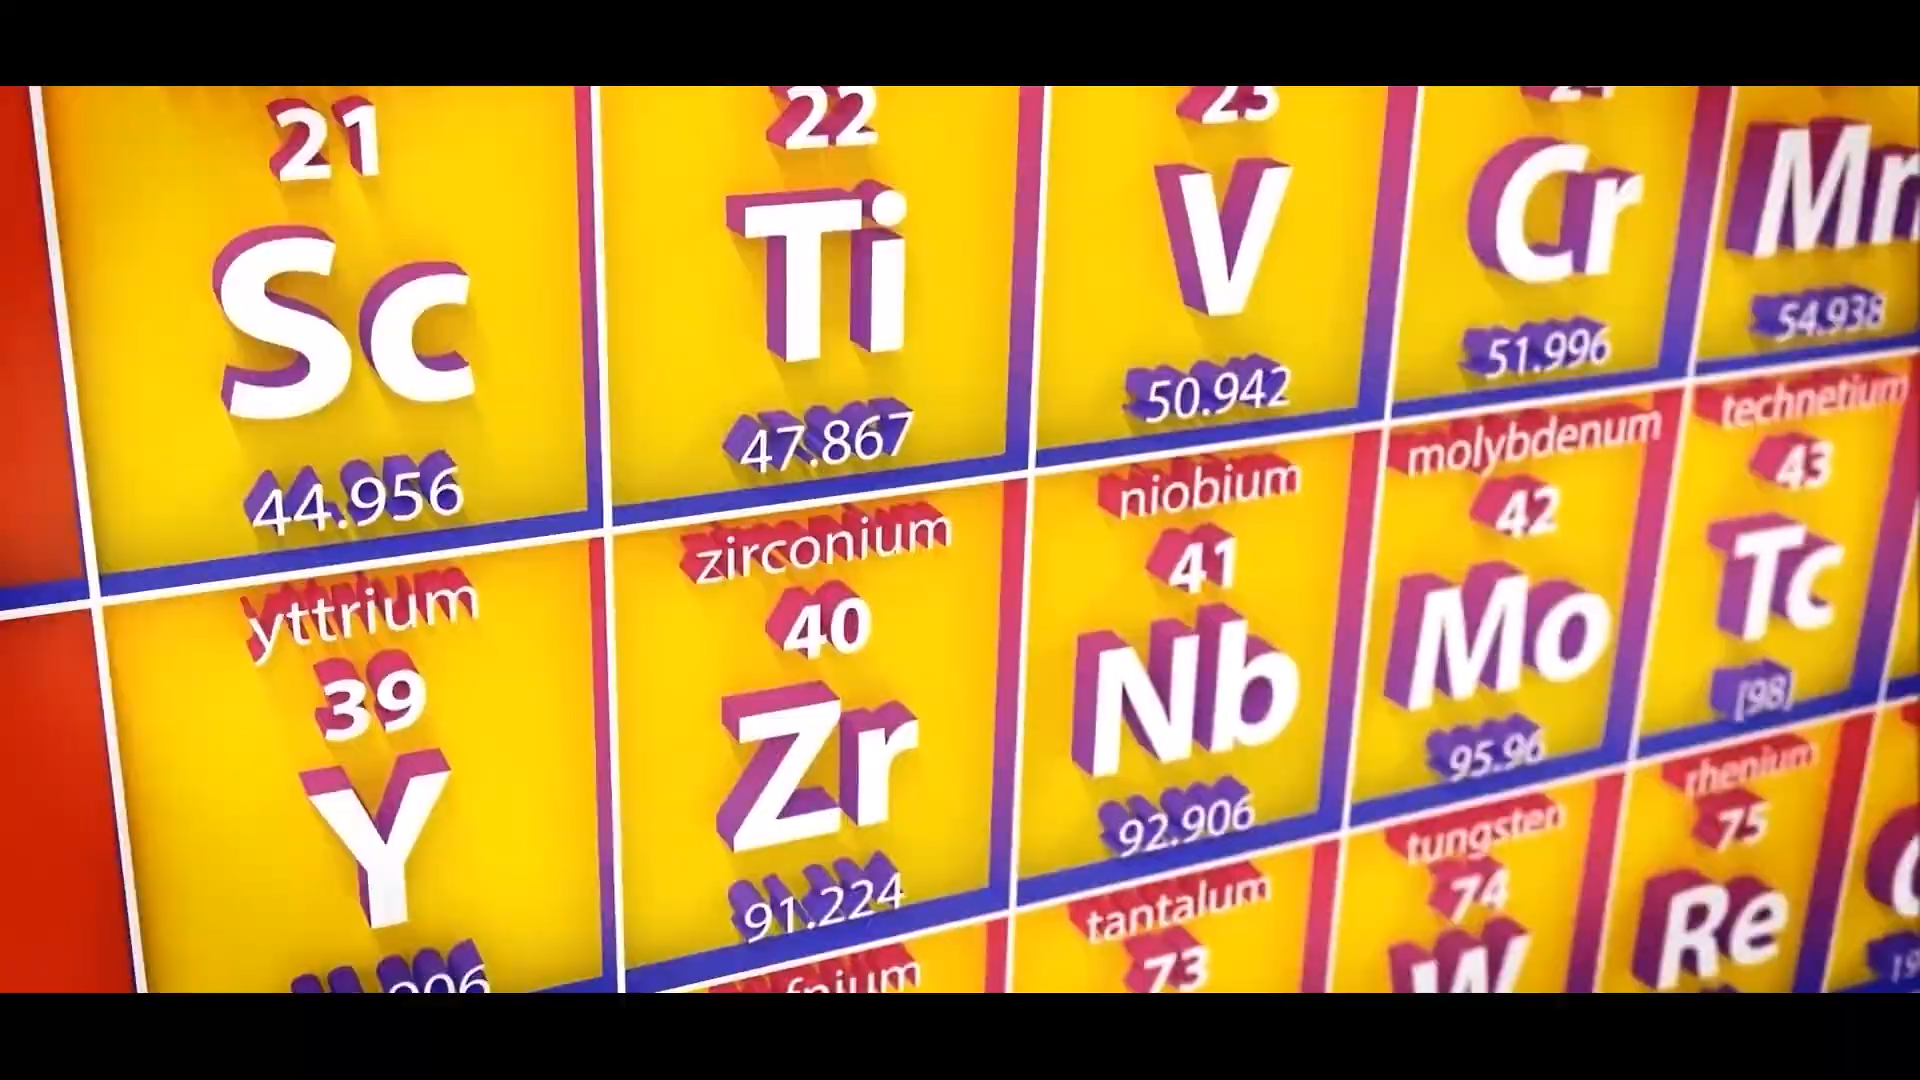 21
Sc
44.956
22
Ti
47.867
23
V
50.942
Cr
51.996
Mn
54.938
yttrium
39
Y
zirconium
40
Zr
91.224
niobium
41
Nb
92.906
molybdenum
42
Mo
95.96
technetium
43
Tc
[98]
tantalum
73
tungsten
74
W
rhenium
75
Re